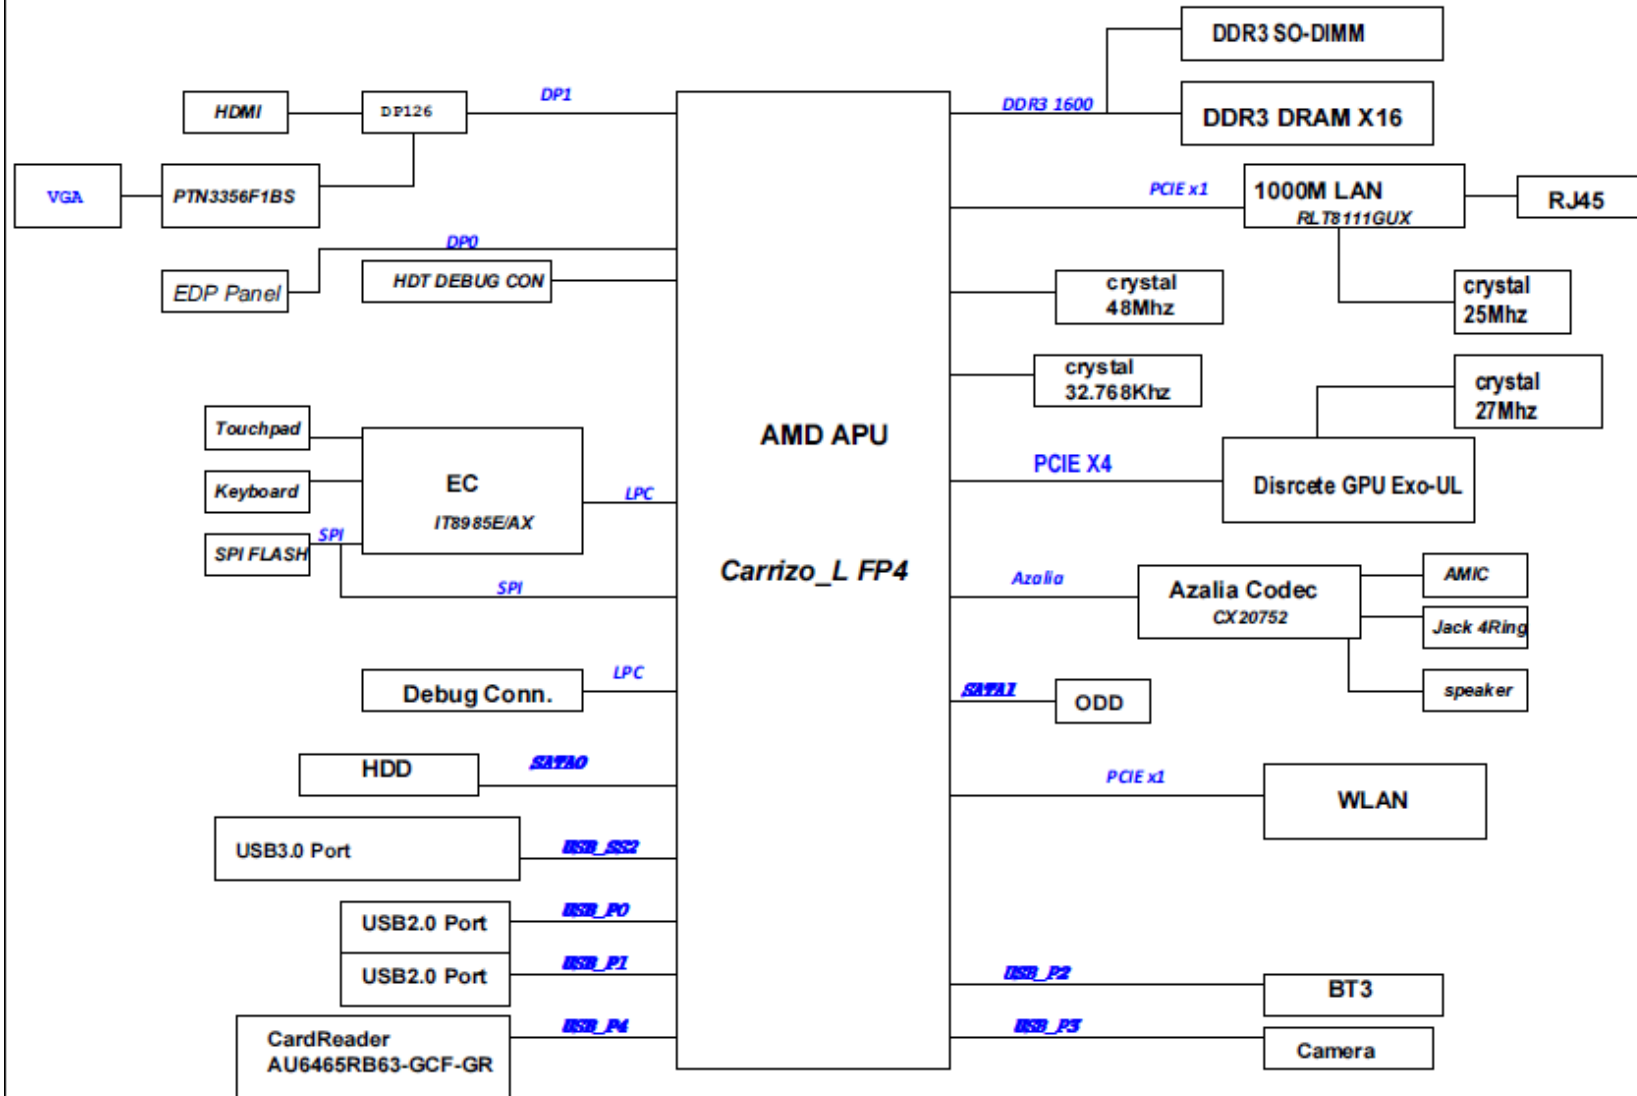 DDR3 SO-DIMM
DP1
HDMI
DP126
DDR3 1600
DDR3 DRAM X16
VGA
PTN3356F1BS
PCIE x1
1000M LAN
RLT8111GUX
RJ45
DP0
EDP Panel
HDT DEBUG CON
crystal
48Mhz
crystal
25Mhz
crystal
32.768Khz
crystal
27Mhz
Touchpad
Keyboard
SPI FLASH
SPI
EC
IT8985E/AX
LPC
SPI
AMD APU
Carrizo_L FP4
PCIE X4
Disrcete GPU Exo-UL
Azalia
Azalia Codec
CX20752
AMIC
Jack 4Ring
speaker
LPC
Debug Conn.
SATA1
ODD
HDD
SATA0
PCIE x1
WLAN
USB3.0 Port
USB_SS2
USB2.0 Port
USB_P0
USB2.0 Port
USB_P1
USB_P2
BT3
CardReader
AU6465RB63-GCF-GR
USB_P4
USB_P3
Camera